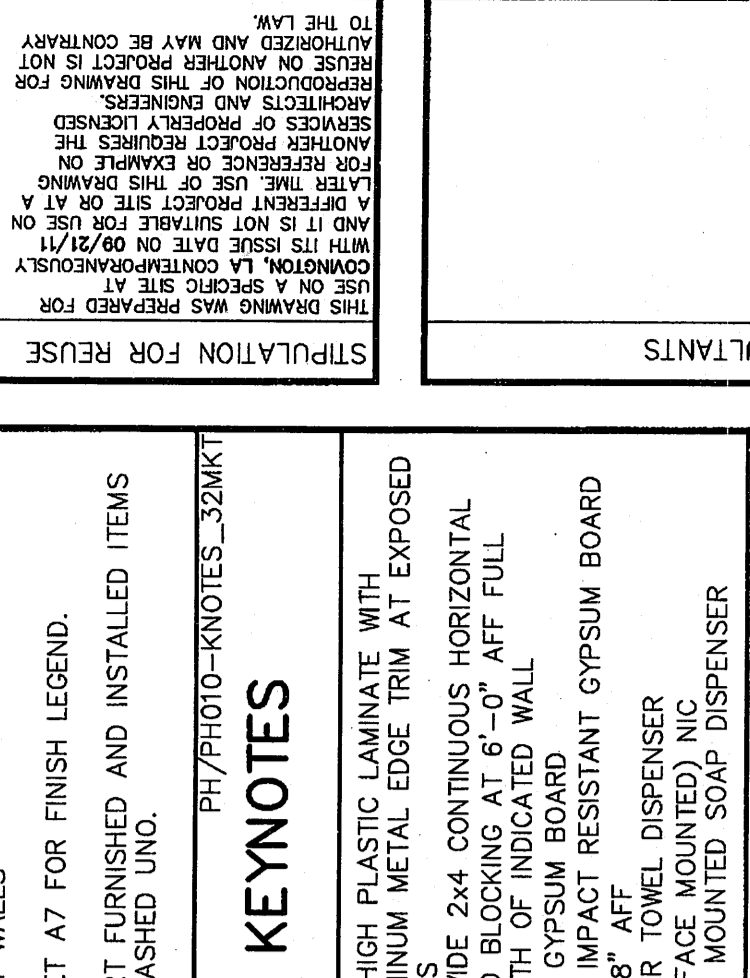 STIPULATION FOR REUSE
THIS DRAWING WAS PREPARED FOR
USE ON A SPECIFIC SITE AT
COVINGTON, LA CONTEMPORANEOUSLY
WITH ITS ISSUE DATE ON 09/21/11
AND IT IS NOT SUITABLE FOR USE ON
A DIFFERENT PROJECT SITE OR AT A
LATER TIME. USE OF THIS DRAWING
FOR REFERENCE OR EXAMPLE ON
ANOTHER PROJECT REQUIRES THE
SERVICES OF PROPERLY LICENSED
ARCHITECTS AND ENGINEERS.
REPRODUCTION OF THIS DRAWING FOR
REUSE ON ANOTHER PROJECT IS NOT
AUTHORIZED AND MAY BE CONTRARY
TO THE LAW.
ULTANTS
WALLS
ET A7 FOR FINISH LEGEND.
RT FURNISHED AND INSTALLED ITEMS
ASHED UNO.
PH/PH010-KNOTES_32MKT
KEYNOTES
HIGH PLASTIC LAMINATE WITH
MINUM METAL EDGE TRIM AT EXPOSED
S
VIDE 2x4 CONTINUOUS HORIZONTAL
D BLOCKING AT 6'-0" AFF FULL
TH OF INDICATED WALL
GYPSUM BOARD
IMPACT RESISTANT GYPSUM BOARD
8" AFF
R TOWEL DISPENSER
FACE MOUNTED) NIC
MOUNTED SOAP DISPENSER